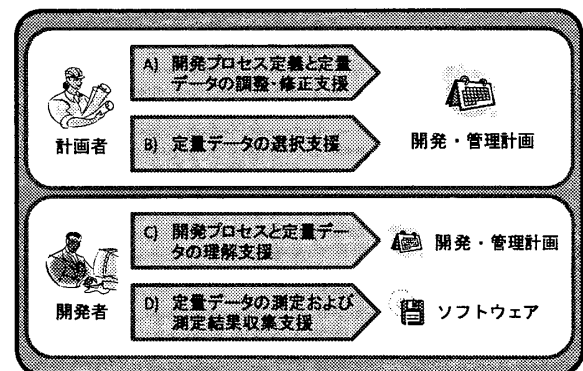 A) 開発プロセス定義と定量
データの調整・修正支援
計画者
B) 定量データの選択支援
開発・管理計画
C) 開発プロセスと定量デー
タの理解支援
開発・管理計画
開発者
D) 定量データの測定および
測定結果収集支援
ソフトウェア